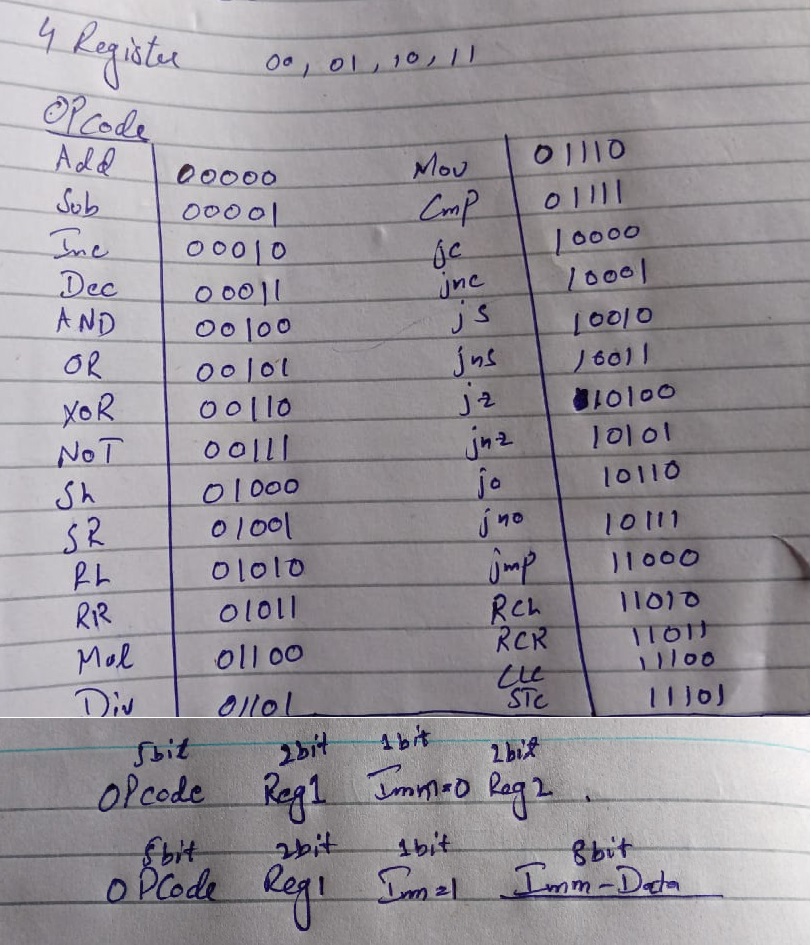 4 Register 00, 01, 10, 11
OPCode
Add 00000 Mov 01110
Sub 00001 Cmp 01111
Inc 00010 jc 10000
Dec 00011 jnc 10001
AND 00100 js 10010
OR 00101 jns 10011
XOR 00110 jz 10100
NOT 00111 jnz 10101
SL 01000 jo 10110
SR 01001 jno 10111
RL 01010 jmp 11000
RR 01011 RCL 11010
Mul 01100 RCR 11011
CLC 11100
Div 01101 STC 11101
5bit 2bit 1bit 2bit
OPcode Reg1 Imm=0 Reg2 .
5bit 2bit 1bit 8bit
OPCode Reg1 Im=1 Imm-Data